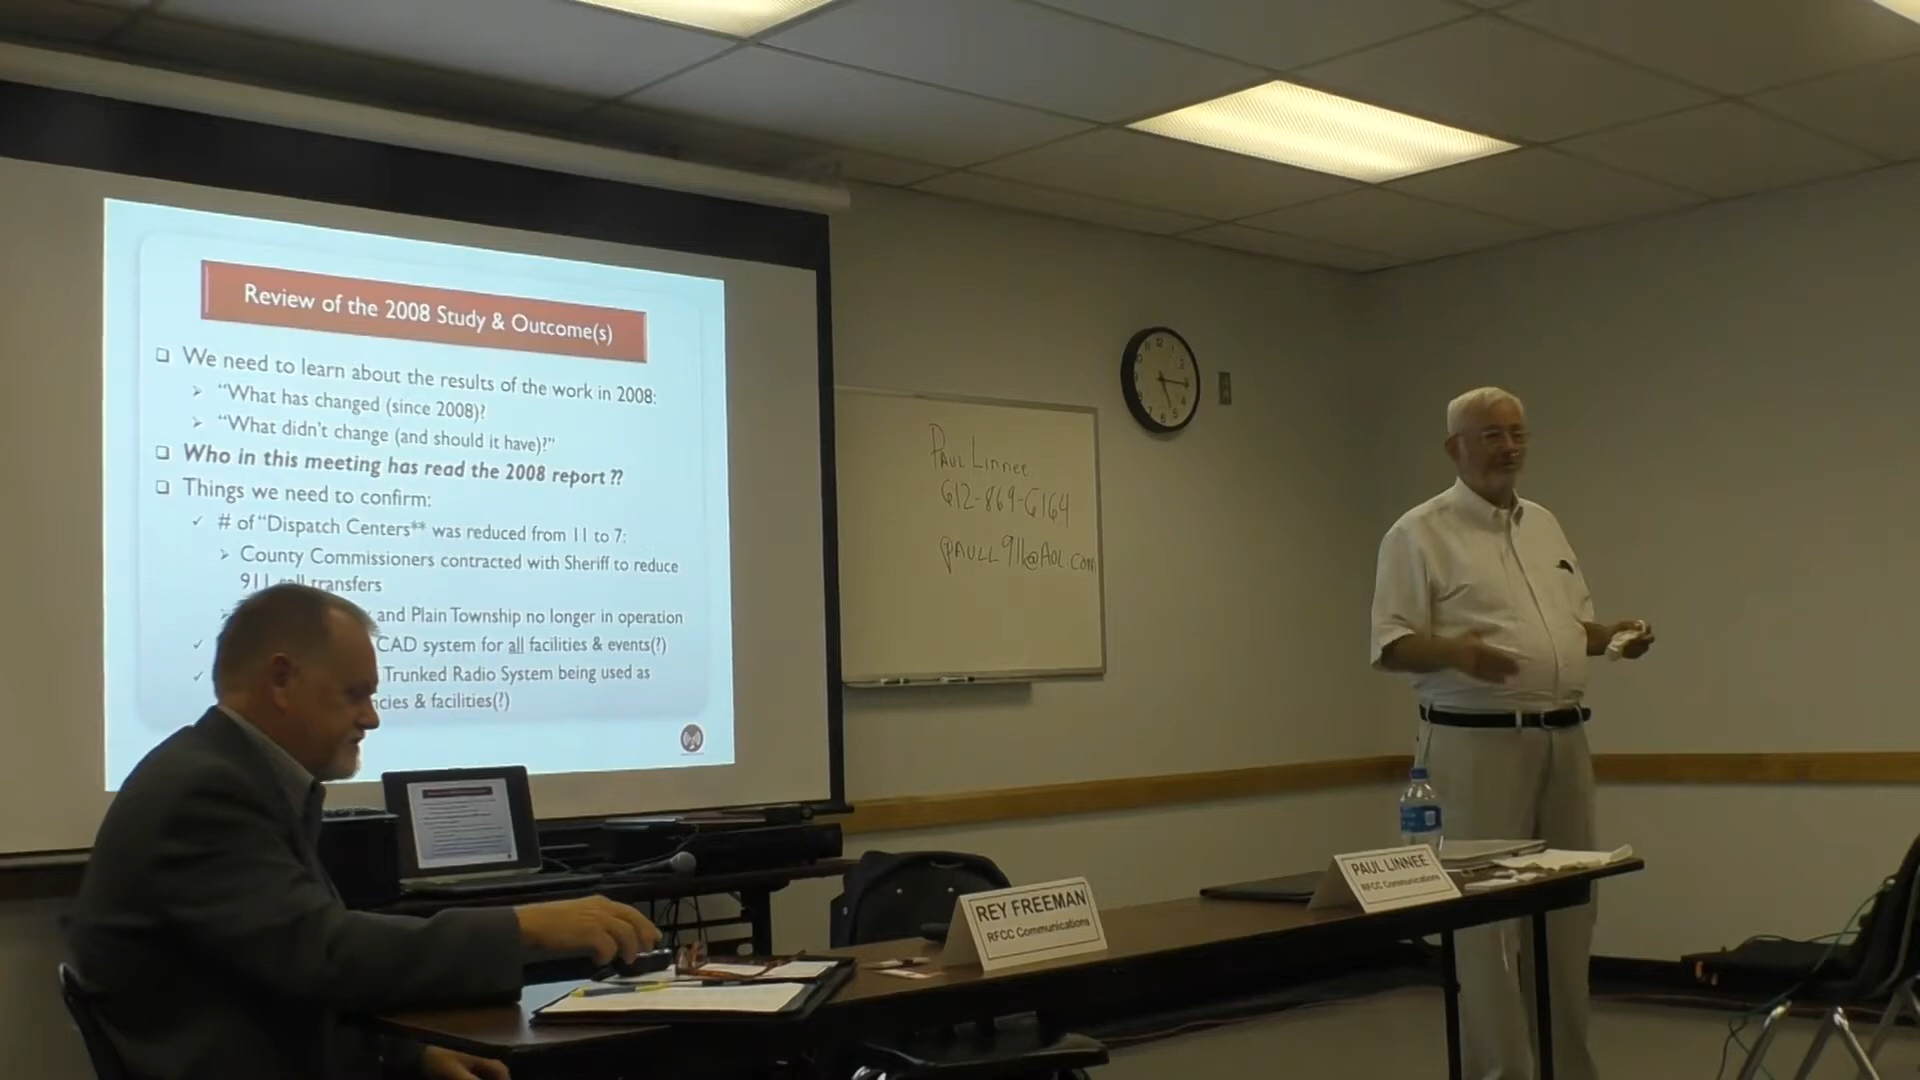 Review of the 2008 Study & Outcome(s)
We need to learn about the results of the work in 2008:
"What has changed (since 2008)?
"What didn't change (and should it have)?"
Who in this meeting has read the 2008 report ??
Things we need to confirm:
# of "Dispatch Centers** was reduced from 11 to 7:
County Commissioners contracted with Sheriff to reduce
911 call transfers
and Plain Township no longer in operation
CAD system for all facilities & events(?)
Trunked Radio System being used as
& facilities(?)
Paul Linnee
612-869-6164
PAULL911@AOL.COM
REY FREEMAN
RFCC Communications
PAUL LINNEE
RFCC Communications